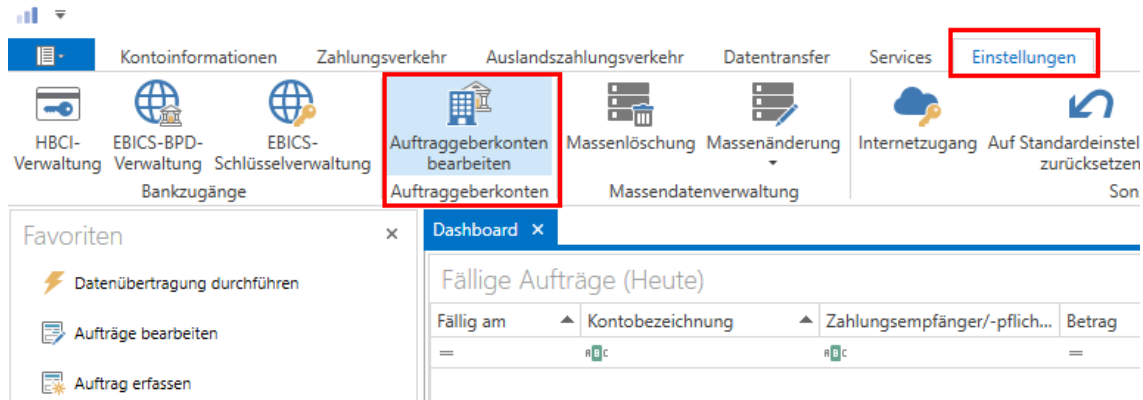 Kontoinformationen Zahlungsverkehr Auslandszahlungsverkehr Datentransfer Services Einstellungen
HBCI-
Verwaltung
EBICS-BPD-
Verwaltung
EBICS-
Schlüsselverwaltung
Auftraggeberkonten
bearbeiten
Massenlöschung
Massenänderung
Internetzugang
Auf Standardeinstel
zurücksetzen
Bankzugänge Auftraggeberkonten Massendatenverwaltung Son
Favoriten
Datenübertragung durchführen
Aufträge bearbeiten
Auftrag erfassen
Dashboard
Fällige Aufträge (Heute)
Fällig am Kontobezeichnung Zahlungsempfänger/-pflich... Betrag
= ABC ABC =